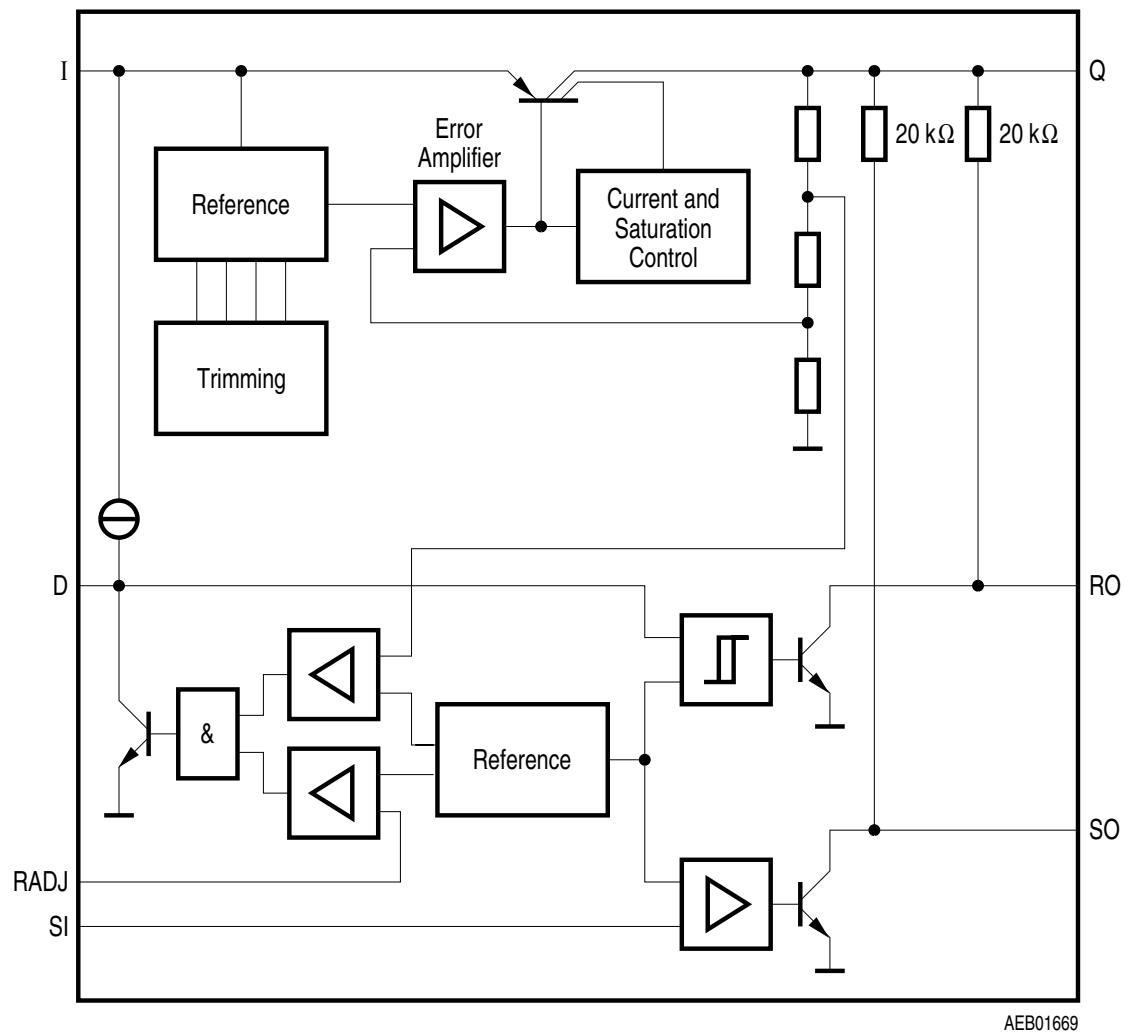 I
Q
Error
Amplifier
20 kΩ
20 kΩ
Reference
Current and
Saturation
Control
Trimming
D
RO
&
Reference
SO
RADJ
SI
AEB01669